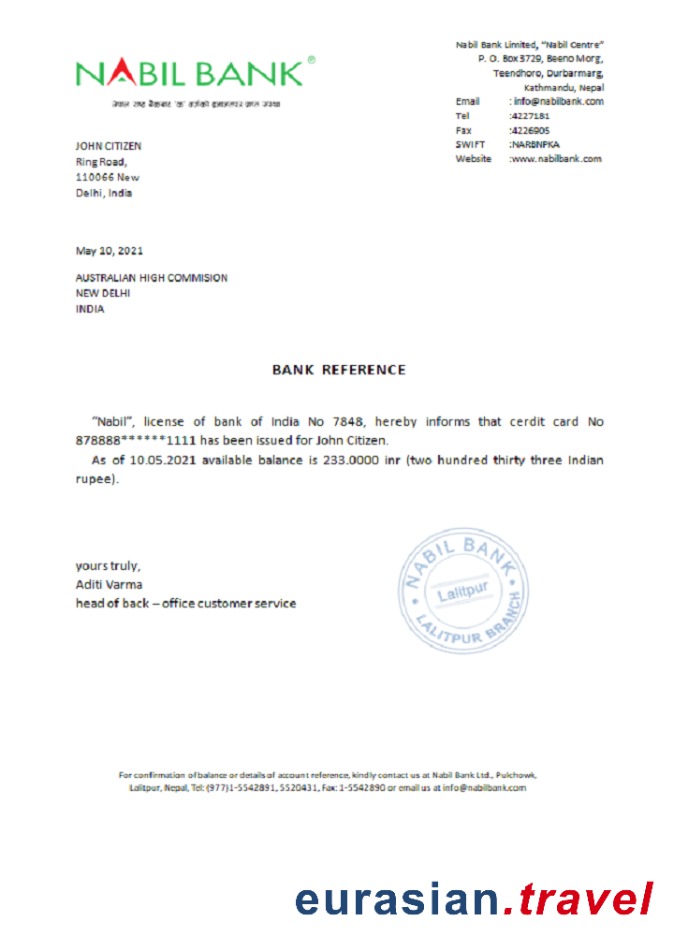 NABIL BANK®
Nabil Bank Limited, "Nabil Centre"
P. O. Box 3729, Beeno Morg,
Teendhoro, Durbarmarg,
Kathmandu, Nepal
Email : info@nabilbank.com
Tel :4227181
Fax :4226905
SWIFT :NARBNPKA
Website :www.nabilbank.com
JOHN CITIZEN
Ring Road,
110066 New
Delhi, India
May 10, 2021
AUSTRALIAN HIGH COMMISION
NEW DELHI
INDIA
BANK REFERENCE
"Nabil", license of bank of India No 7848, hereby informs that cerdit card No
878888******1111 has been issued for John Citizen.
As of 10.05.2021 available balance is 233.0000 inr (two hundred thirty three Indian
rupee).
yours truly,
Aditi Varma
head of back – office customer service
NABIL BANK
Lalitpur
LALITPUR BRANCH
For confirmation of balance or details of account reference, kindly contact us at Nabil Bank Ltd., Pulchowk,
Lalitpur, Nepal, Tel: (977)1-5542891, 5520431, Fax: 1-5542890 or email us at info@nabilbank.com
eurasian.travel